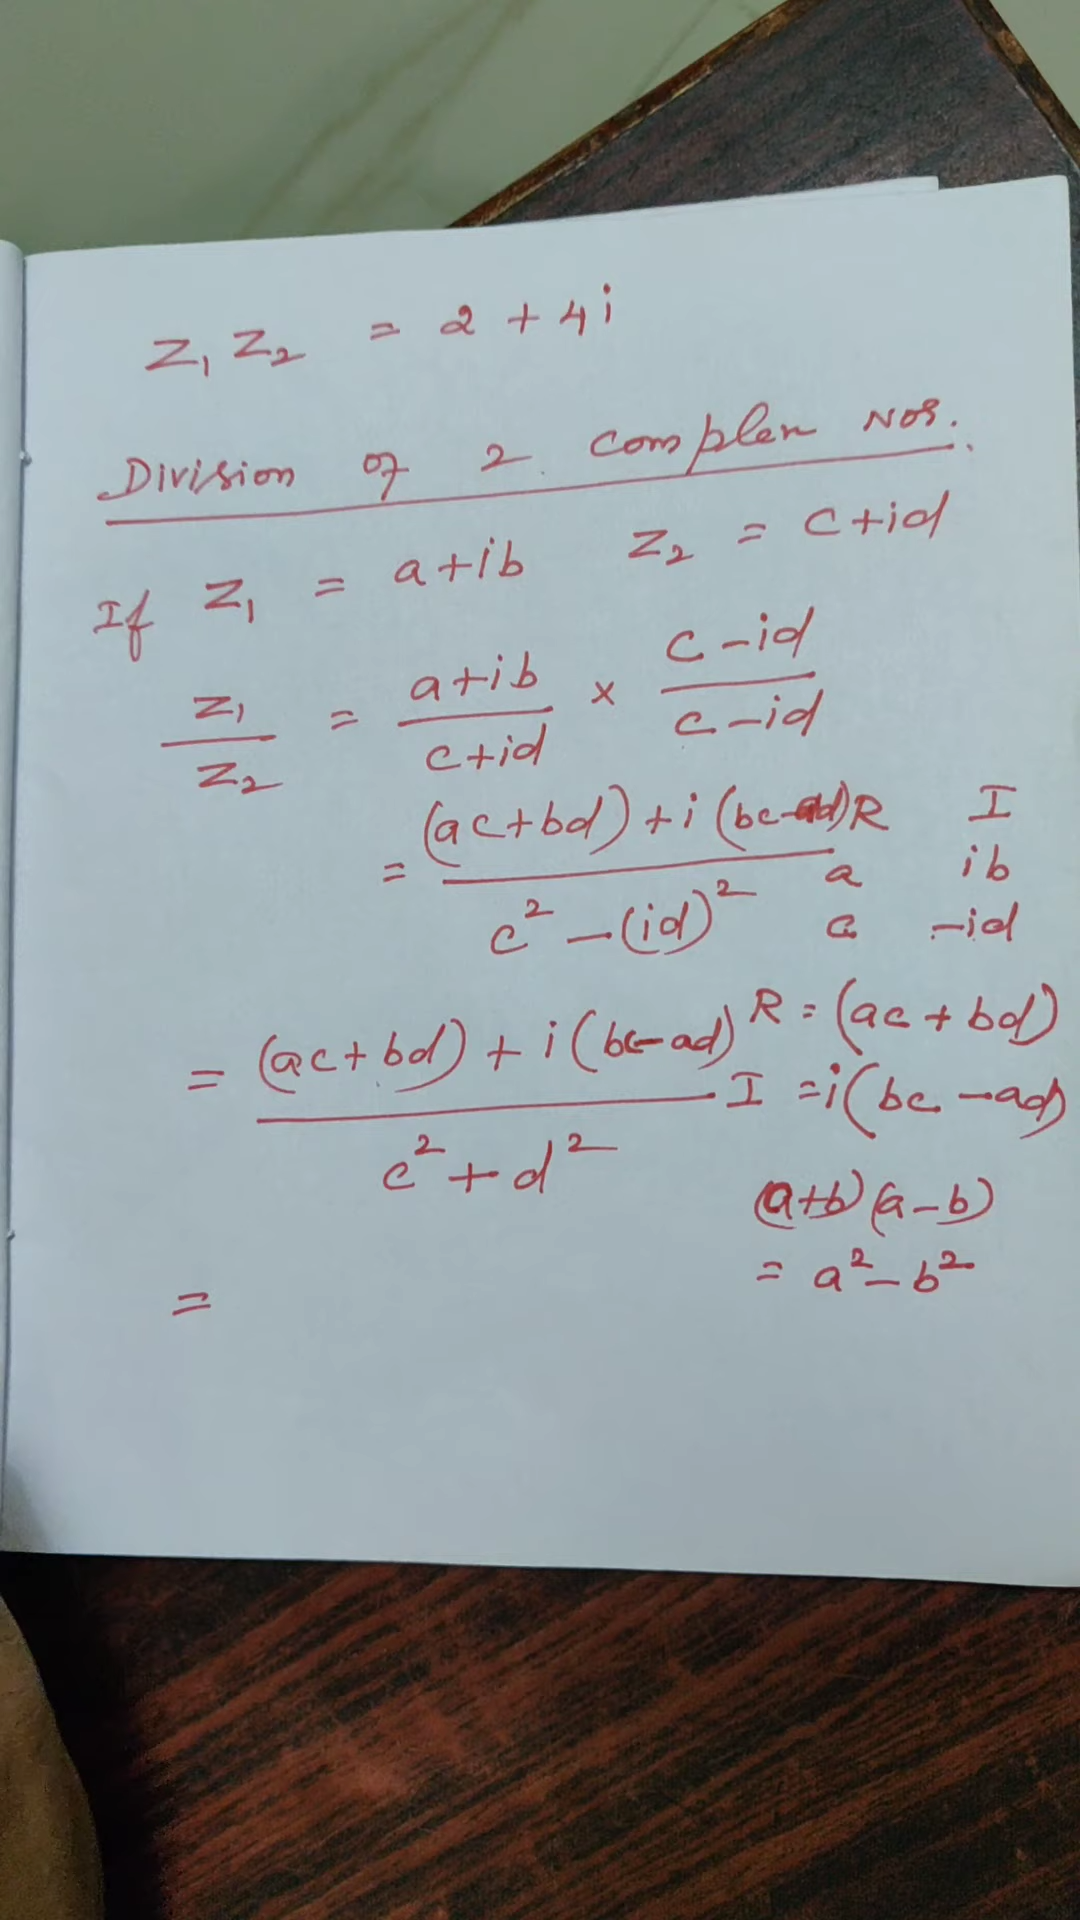 Z₁ Z₂ = 2 + 4i
Division of 2 Complex Nos.
If Z₁ = a+ib Z₂ = c+id
Z₁/Z₂ = (a+ib)/(c+id) × (c-id)/(c-id)
= ((ac+bd)+i(bc-ad))/(c²-(id)²)
R I
a ib
c -id
= ((ac+bd)+i(bc-ad))/(c²+d²)
R = (ac+bd)
I = i(bc-ad)
(a+b)(a-b)
= a²-b²
=